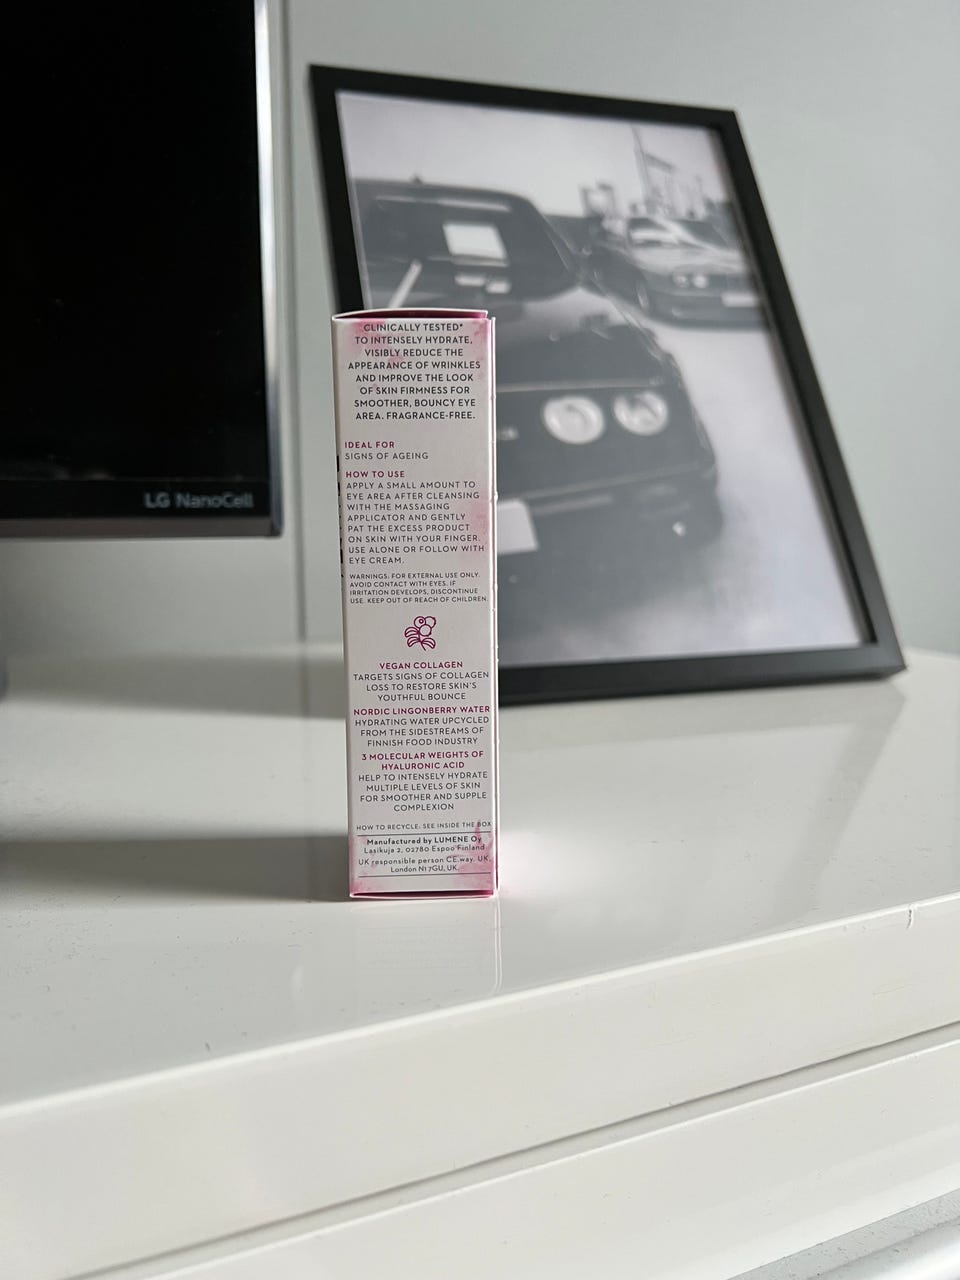 LG NanoCell
CLINICALLY TESTED*
TO INTENSELY HYDRATE,
VISIBLY REDUCE THE
APPEARANCE OF WRINKLES
AND IMPROVE THE LOOK
OF SKIN FIRMNESS FOR
SMOOTHER, BOUNCY EYE
AREA. FRAGRANCE-FREE.
IDEAL FOR
SIGNS OF AGEING
HOW TO USE
APPLY A SMALL AMOUNT TO
EYE AREA AFTER CLEANSING
WITH THE MASSAGING
APPLICATOR AND GENTLY
PAT THE EXCESS PRODUCT
ON SKIN WITH YOUR FINGER.
USE ALONE OR FOLLOW WITH
EYE CREAM.
WARNINGS: FOR EXTERNAL USE ONLY.
AVOID CONTACT WITH EYES. IF
IRRITATION DEVELOPS, DISCONTINUE
USE. KEEP OUT OF REACH OF CHILDREN.
VEGAN COLLAGEN
TARGETS SIGNS OF COLLAGEN
LOSS TO RESTORE SKIN'S
YOUTHFUL BOUNCE
NORDIC LINGONBERRY WATER
HYDRATING WATER UPCYCLED
FROM THE SIDESTREAMS OF
FINNISH FOOD INDUSTRY
3 MOLECULAR WEIGHTS OF
HYALURONIC ACID
HELP TO INTENSELY HYDRATE
MULTIPLE LEVELS OF SKIN
FOR SMOOTHER AND SUPPLE
COMPLEXION
HOW TO RECYCLE: SEE INSIDE THE BOX
Manufactured by LUMENE Oy
Lasikuja 2, 02780 Espoo Finland
UK responsible person CE.way. UK,
London N1 7GU, UK.